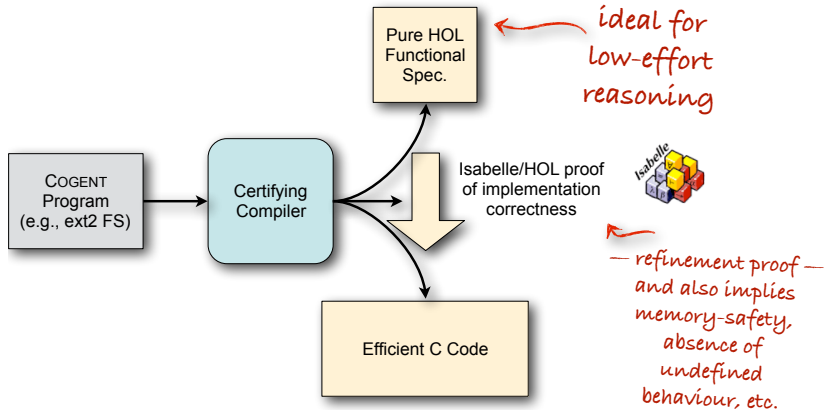 Pure HOL
Functional
Spec.
ideal for
low-effort
reasoning
COGENT
Program
(e.g., ext2 FS)
Certifying
Compiler
Isabelle/HOL proof
of implementation
correctness
Isabelle
— refinement proof —
and also implies
memory-safety,
absence of
undefined
behaviour, etc.
Efficient C Code